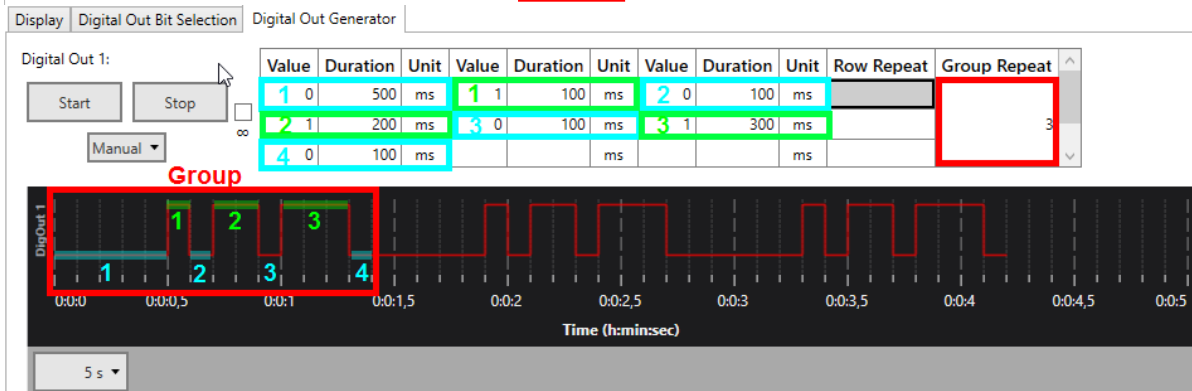 Display Digital Out Bit Selection Digital Out Generator
Digital Out 1:
Start Stop
∞
Manual
Value Duration Unit Value Duration Unit Value Duration Unit Row Repeat Group Repeat
1 0 500 ms 1 1 100 ms 2 0 100 ms
2 1 200 ms 3 0 100 ms 3 1 300 ms 3
4 0 100 ms ms ms
Group
DigOut 1
1 2 3
1 2 3 4
0:0:0 0:0:0,5 0:0:1 0:0:1,5 0:0:2 0:0:2,5 0:0:3 0:0:3,5 0:0:4 0:0:4,5 0:0:5
Time (h:min:sec)
5 s